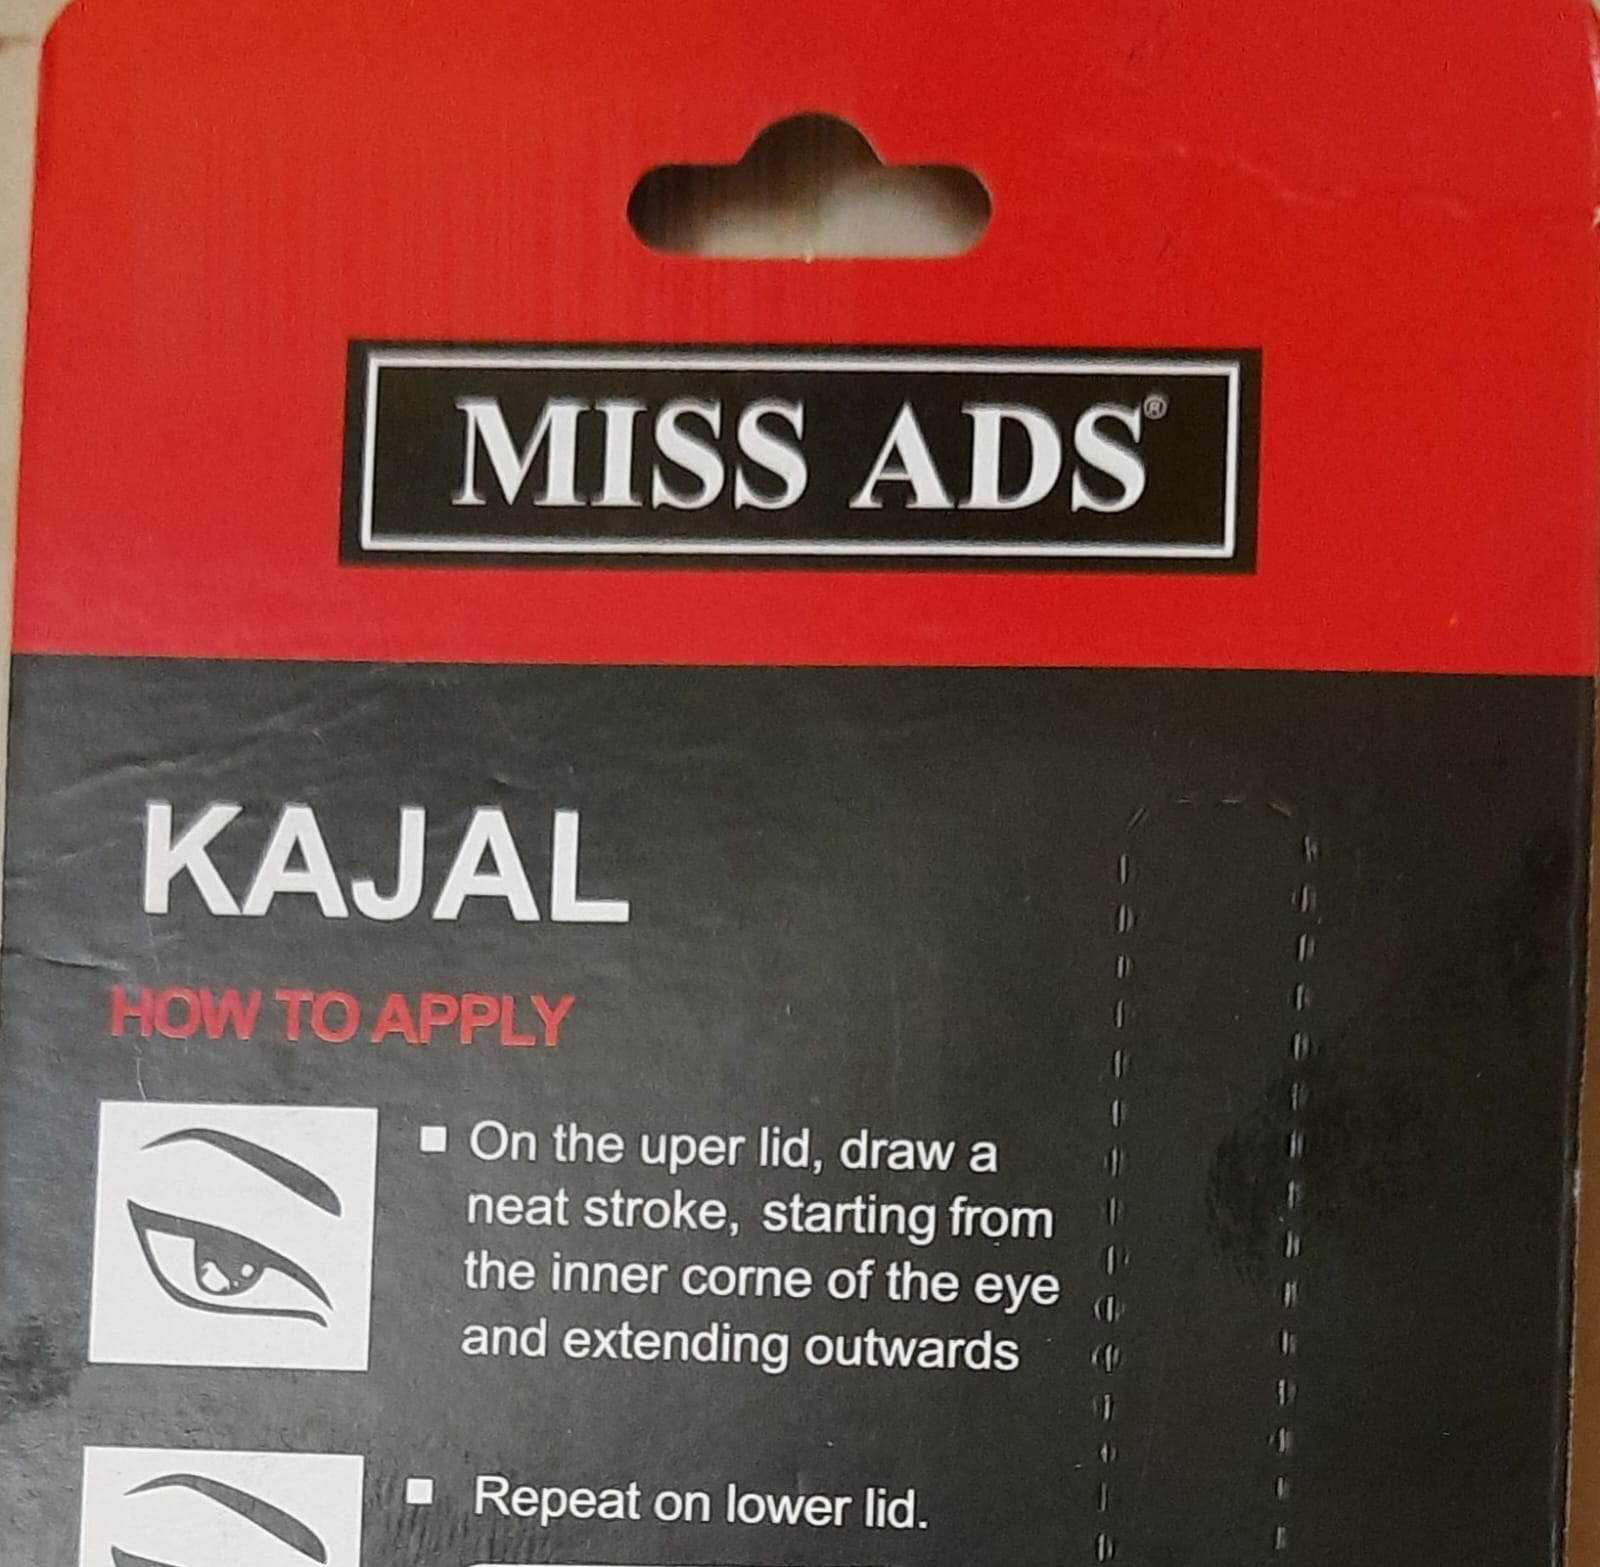 MISS ADS®
KAJAL
HOW TO APPLY
▪ On the uper lid, draw a
neat stroke, starting from
the inner corne of the eye
and extending outwards
▪ Repeat on lower lid.